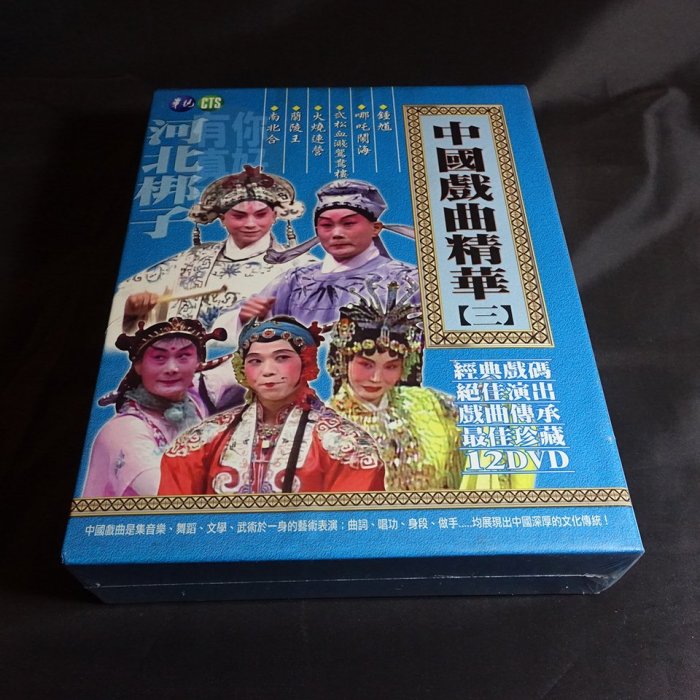 華視 CTS
河北梆子
鍾馗
哪吒鬧海
武松血濺鴛鴦樓
火燒連營
蘭陵王
南北合
中國戲曲精華
【三】
經典戲碼
絕佳演出
戲曲傳承
最佳珍藏
12DVD
中國戲曲是集音樂、舞蹈、文學、武術於一身的藝術表演；曲詞、唱功、身段、做手.....均展現出中國深厚的文化傳統！